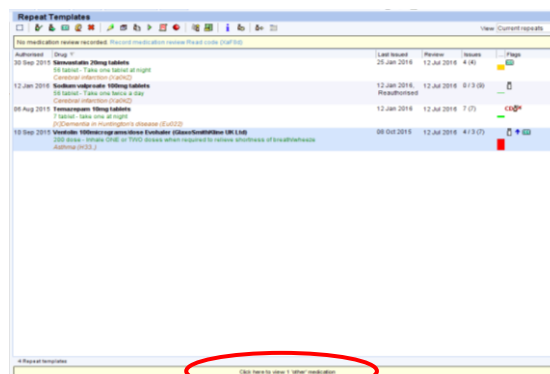 Repeat Templates
View Current repeats
No medication review recorded. Record medication review Read code (XaF8d)
Authorised Drug Last Issued Review Issues ... Flags
30 Sep 2015 Simvastatin 20mg tablets 25 Jan 2016 12 Jul 2016 4 (4)
56 tablet - Take one tablet at night
Cerebral infarction
12 Jan 2016 Sodium valproate 100mg tablets 12 Jan 2016, 12 Jul 2016 0 / 3 (9)
56 tablet - Take one twice a day Reauthorised
Cerebral infarction
06 Aug 2015 Temazepam 10mg tablets 12 Jan 2016 12 Jul 2016 7 (7)
7 tablet - take one at night
[X]Dementia in Huntington's disease (Eu022)
10 Sep 2015 Ventolin 100micrograms/dose Evohaler (GlaxoSmithKline UK Ltd) 06 Oct 2015 12 Jul 2016 4 / 3 (7)
200 dose - Inhale ONE or TWO doses when required to relieve shortness of breath/wheeze
Asthma (H33..)
4 Repeat templates
Click here to view 1 'other' medication